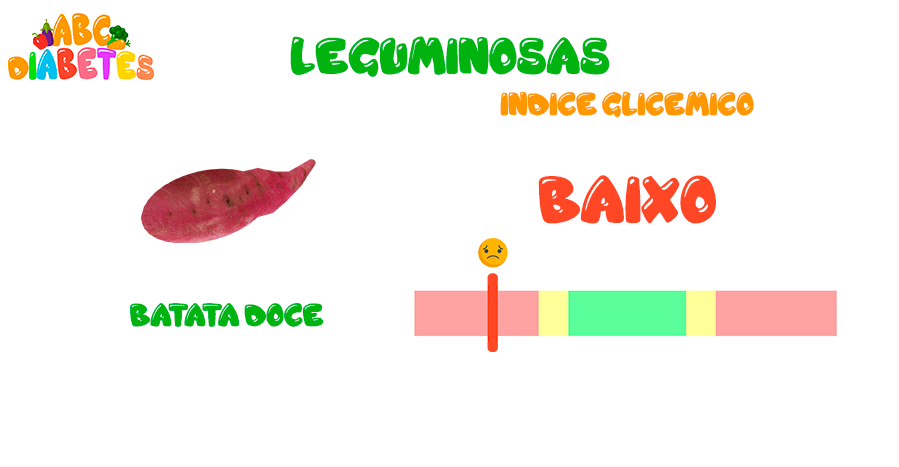 ABC
DIABETES
LEGUMINOSAS
INDICE GLICEMICO
BAIXO
BATATA DOCE